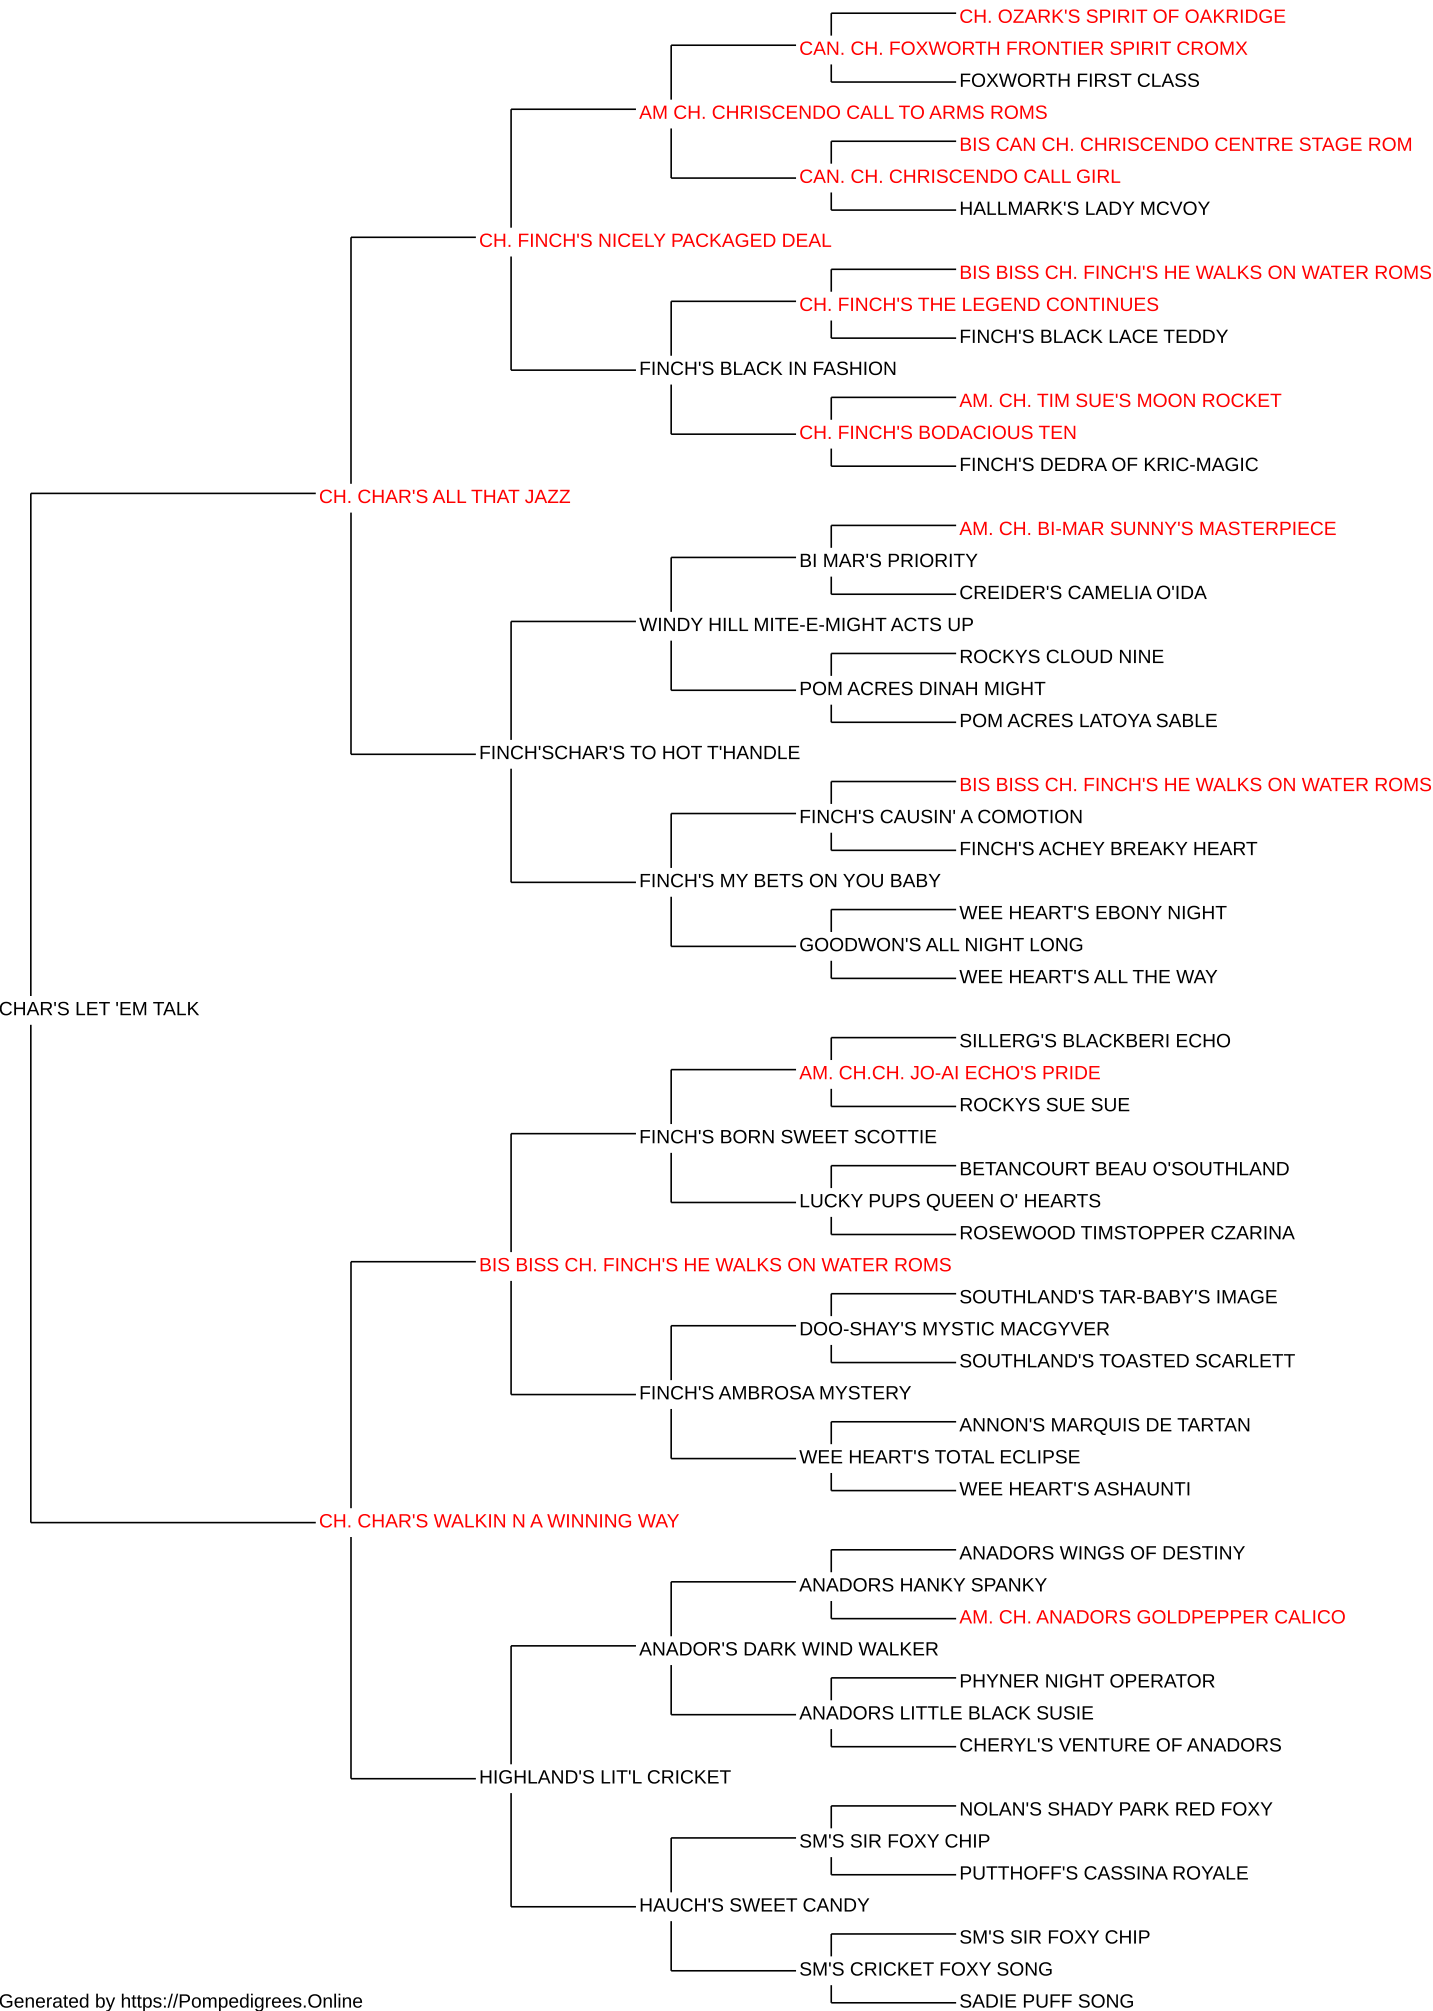 CH. OZARK'S SPIRIT OF OAKRIDGE
CAN. CH. FOXWORTH FRONTIER SPIRIT CROMX
FOXWORTH FIRST CLASS
AM CH. CHRISCENDO CALL TO ARMS ROMS
BIS CAN CH. CHRISCENDO CENTRE STAGE ROM
CAN. CH. CHRISCENDO CALL GIRL
HALLMARK'S LADY MCVOY
CH. FINCH'S NICELY PACKAGED DEAL
BIS BISS CH. FINCH'S HE WALKS ON WATER ROMS
CH. FINCH'S THE LEGEND CONTINUES
FINCH'S BLACK LACE TEDDY
FINCH'S BLACK IN FASHION
AM. CH. TIM SUE'S MOON ROCKET
CH. FINCH'S BODACIOUS TEN
FINCH'S DEDRA OF KRIC-MAGIC
CH. CHAR'S ALL THAT JAZZ
AM. CH. BI-MAR SUNNY'S MASTERPIECE
BI MAR'S PRIORITY
CREIDER'S CAMELIA O'IDA
WINDY HILL MITE-E-MIGHT ACTS UP
ROCKYS CLOUD NINE
POM ACRES DINAH MIGHT
POM ACRES LATOYA SABLE
FINCH'SCHAR'S TO HOT T'HANDLE
BIS BISS CH. FINCH'S HE WALKS ON WATER ROMS
FINCH'S CAUSIN' A COMOTION
FINCH'S ACHEY BREAKY HEART
FINCH'S MY BETS ON YOU BABY
WEE HEART'S EBONY NIGHT
GOODWON'S ALL NIGHT LONG
WEE HEART'S ALL THE WAY
CHAR'S LET 'EM TALK
SILLERG'S BLACKBERI ECHO
AM. CH.CH. JO-AI ECHO'S PRIDE
ROCKYS SUE SUE
FINCH'S BORN SWEET SCOTTIE
BETANCOURT BEAU O'SOUTHLAND
LUCKY PUPS QUEEN O' HEARTS
ROSEWOOD TIMSTOPPER CZARINA
BIS BISS CH. FINCH'S HE WALKS ON WATER ROMS
SOUTHLAND'S TAR-BABY'S IMAGE
DOO-SHAY'S MYSTIC MACGYVER
SOUTHLAND'S TOASTED SCARLETT
FINCH'S AMBROSA MYSTERY
ANNON'S MARQUIS DE TARTAN
WEE HEART'S TOTAL ECLIPSE
WEE HEART'S ASHAUNTI
CH. CHAR'S WALKIN N A WINNING WAY
ANADORS WINGS OF DESTINY
ANADORS HANKY SPANKY
AM. CH. ANADORS GOLDPEPPER CALICO
ANADOR'S DARK WIND WALKER
PHYNER NIGHT OPERATOR
ANADORS LITTLE BLACK SUSIE
CHERYL'S VENTURE OF ANADORS
HIGHLAND'S LIT'L CRICKET
NOLAN'S SHADY PARK RED FOXY
SM'S SIR FOXY CHIP
PUTTHOFF'S CASSINA ROYALE
HAUCH'S SWEET CANDY
SM'S SIR FOXY CHIP
SM'S CRICKET FOXY SONG
SADIE PUFF SONG
Generated by https://Pompedigrees.Online